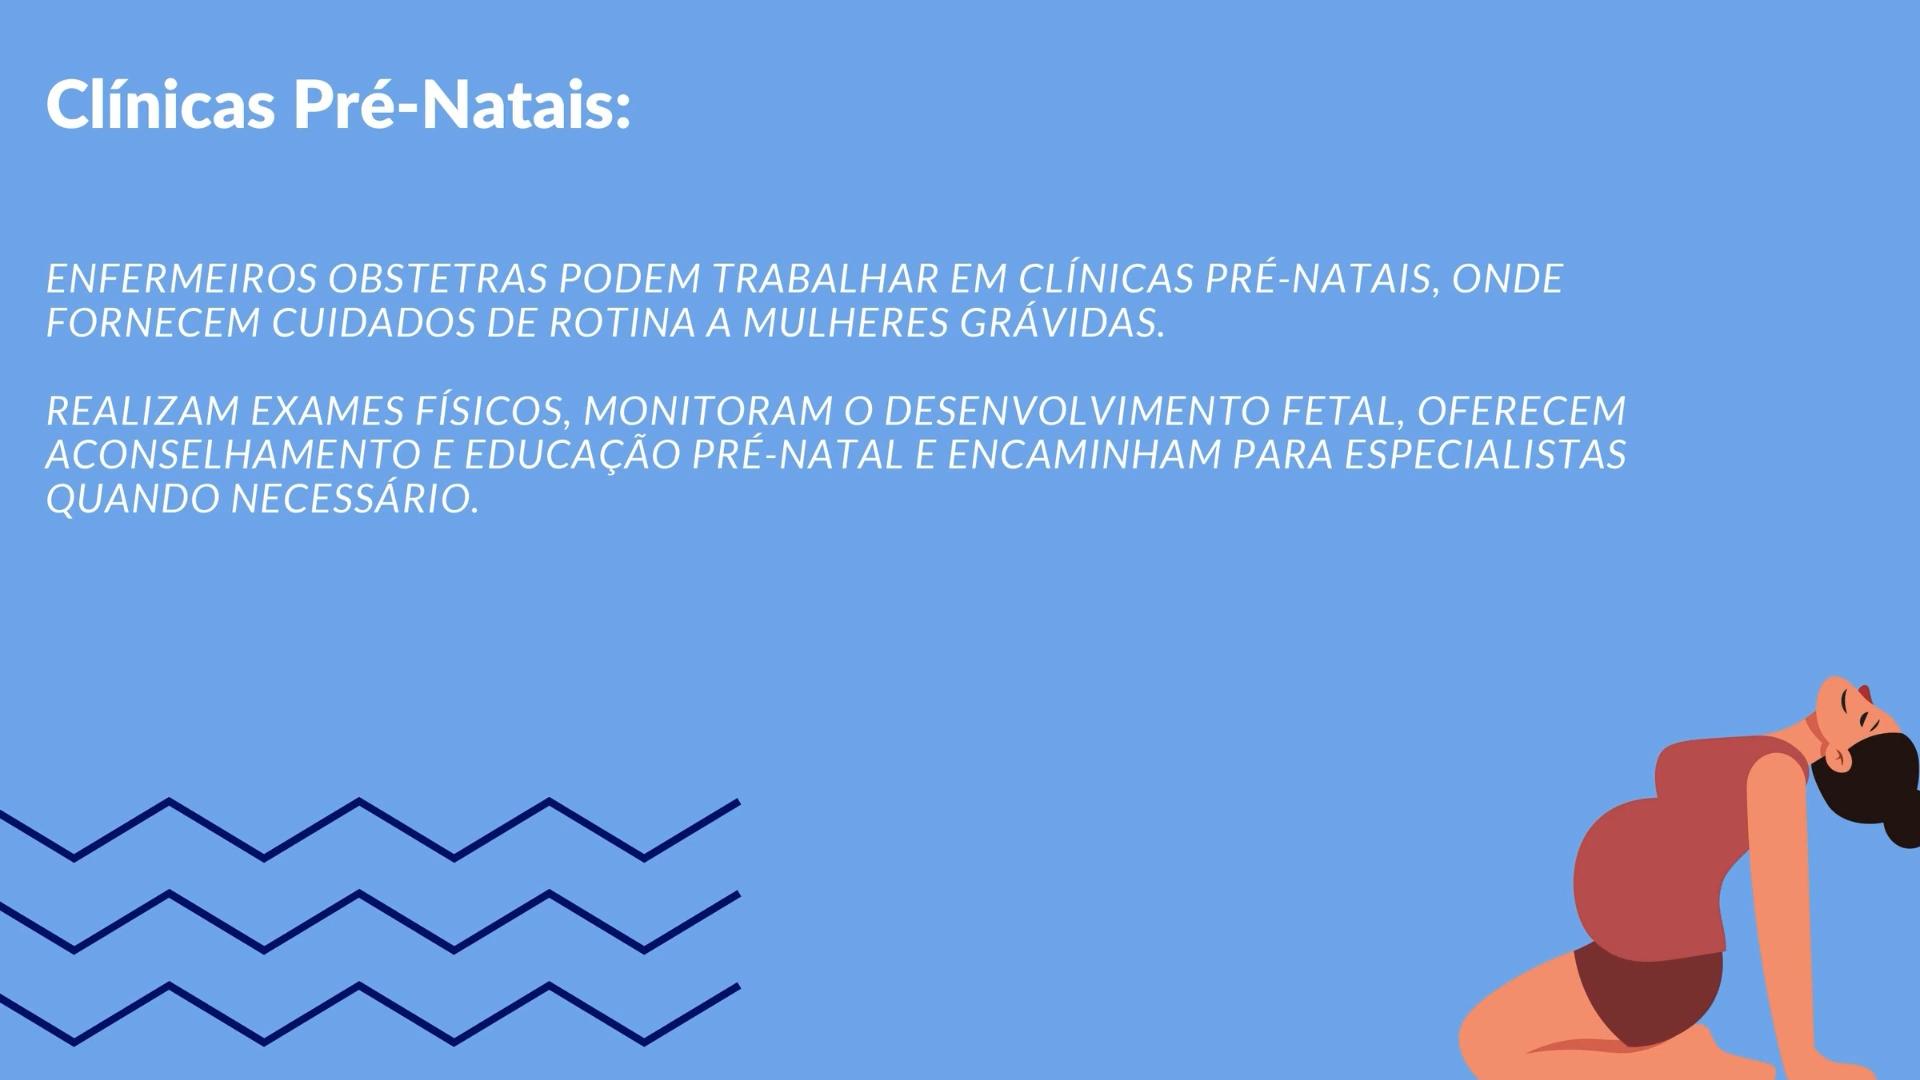 Clínicas Pré-Natais:
ENFERMEIROS OBSTETRAS PODEM TRABALHAR EM CLÍNICAS PRÉ-NATAIS, ONDE
FORNECEM CUIDADOS DE ROTINA A MULHERES GRÁVIDAS.
REALIZAM EXAMES FÍSICOS, MONITORAM O DESENVOLVIMENTO FETAL, OFERECEM
ACONSELHAMENTO E EDUCAÇÃO PRÉ-NATAL E ENCAMINHAM PARA ESPECIALISTAS
QUANDO NECESSÁRIO.